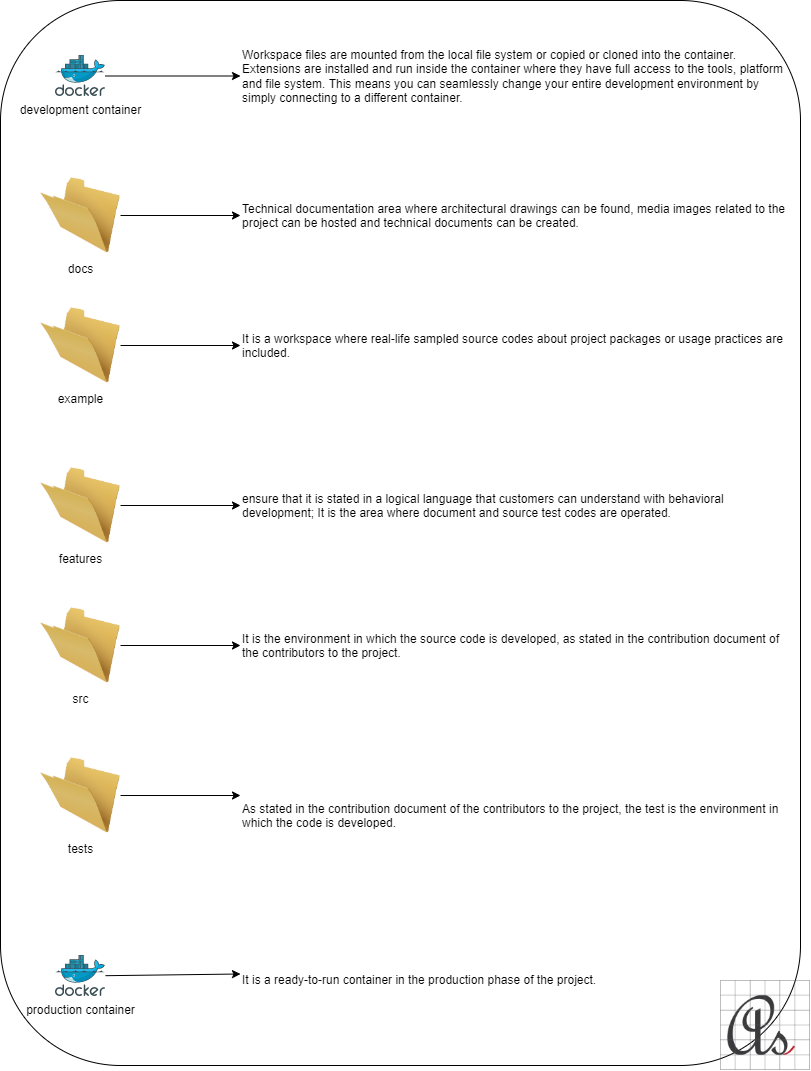 Workspace files are mounted from the local file system or copied or cloned into the container.
Extensions are installed and run inside the container where they have full access to the tools, platform
and file system. This means you can seamlessly change your entire development environment by
simply connecting to a different container.
docker
development container
Technical documentation area where architectural drawings can be found, media images related to the
project can be hosted and technical documents can be created.
docs
It is a workspace where real-life sampled source codes about project packages or usage practices are
included.
example
ensure that it is stated in a logical language that customers can understand with behavioral
development; It is the area where document and source test codes are operated.
features
It is the environment in which the source code is developed, as stated in the contribution document of
the contributors to the project.
src
As stated in the contribution document of the contributors to the project, the test is the environment in
which the code is developed.
tests
It is a ready-to-run container in the production phase of the project.
docker
production container